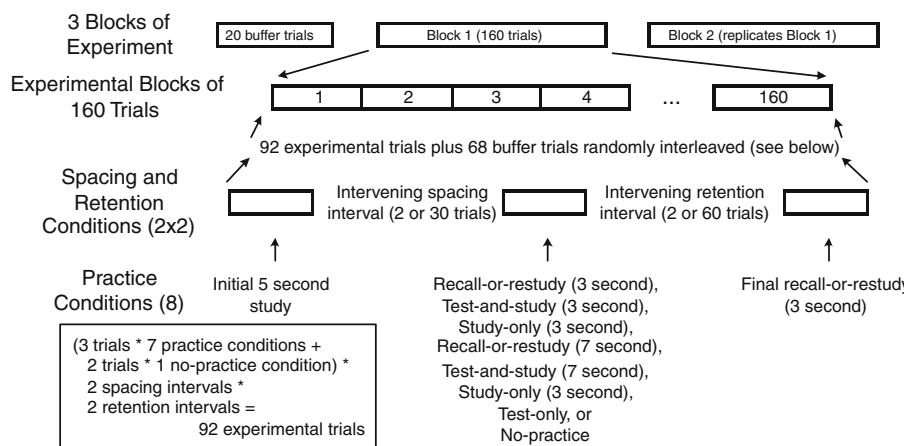 3 Blocks of
Experiment
20 buffer trials
Block 1 (160 trials)
Block 2 (replicates Block 1)
Experimental Blocks of
160 Trials
1
2
3
4
...
160
92 experimental trials plus 68 buffer trials randomly interleaved (see below)
Spacing and
Retention
Conditions (2x2)
Intervening spacing
interval (2 or 30 trials)
Intervening retention
interval (2 or 60 trials)
Practice
Conditions (8)
Initial 5 second
study
Recall-or-restudy (3 second),
Test-and-study (3 second),
Study-only (3 second),
Recall-or-restudy (7 second),
Test-and-study (7 second),
Study-only (3 second),
Test-only, or
No-practice
Final recall-or-restudy
(3 second)
(3 trials * 7 practice conditions +
2 trials * 1 no-practice condition) *
2 spacing intervals *
2 retention intervals =
92 experimental trials